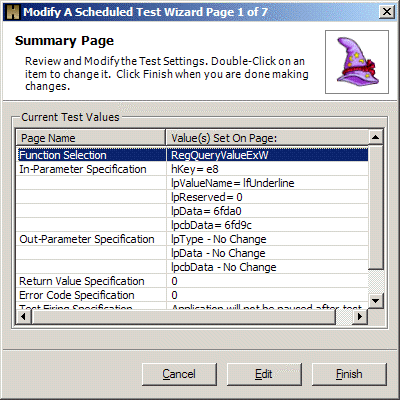 Modify A Scheduled Test Wizard Page 1 of 7
Summary Page
Review and Modify the Test Settings. Double-Click on an
item to change it. Click Finish when you are done making
changes.
Current Test Values
Page Name Value(s) Set On Page:
Function Selection RegQueryValueExW
In-Parameter Specification hKey= e8
lpValueName= lfUnderline
lpReserved= 0
lpData= 6fda0
lpcbData= 6fd9c
Out-Parameter Specification lpType - No Change
lpData - No Change
lpcbData - No Change
Return Value Specification 0
Error Code Specification 0
Test Firing Specification Application will not be paused after test
Cancel Edit Finish